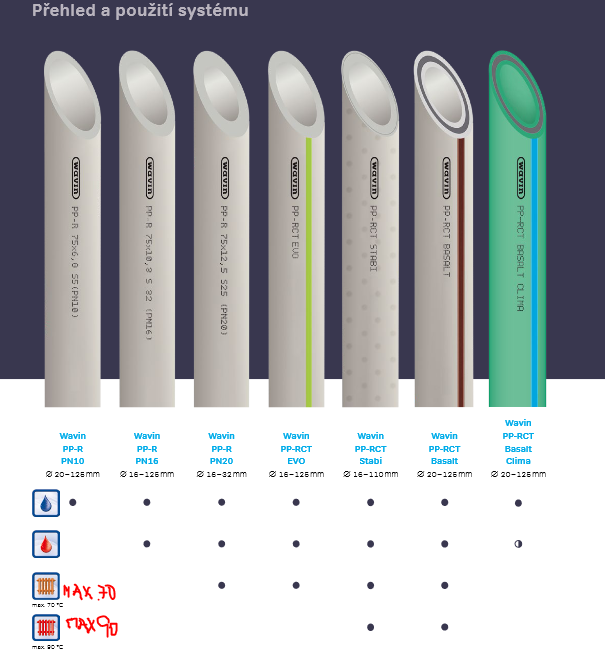 Přehled a použití systému
wavin PP-R 75x6,9 S5(PN10)
wavin PP-R 75x10,3 S 32 (PN16)
wavin PP-R 75x12,5 S25 (PN20)
wavin PP-RCT EVO
wavin PP-RCT STABI
wavin PP-RCT BASALT
wavin PP-RCT BASALT CLIMA
Wavin
PP-R
PN10
Ø 20–125 mm
Wavin
PP-R
PN16
Ø 16–125 mm
Wavin
PP-R
PN20
Ø 16–32 mm
Wavin
PP-RCT
EVO
Ø 16–125 mm
Wavin
PP-RCT
Stabi
Ø 16–110 mm
Wavin
PP-RCT
Basalt
Ø 20–125 mm
Wavin
PP-RCT
Basalt
Clima
Ø 20–125 mm
MAX.70
max. 70 °C
MAX90
max. 90 °C